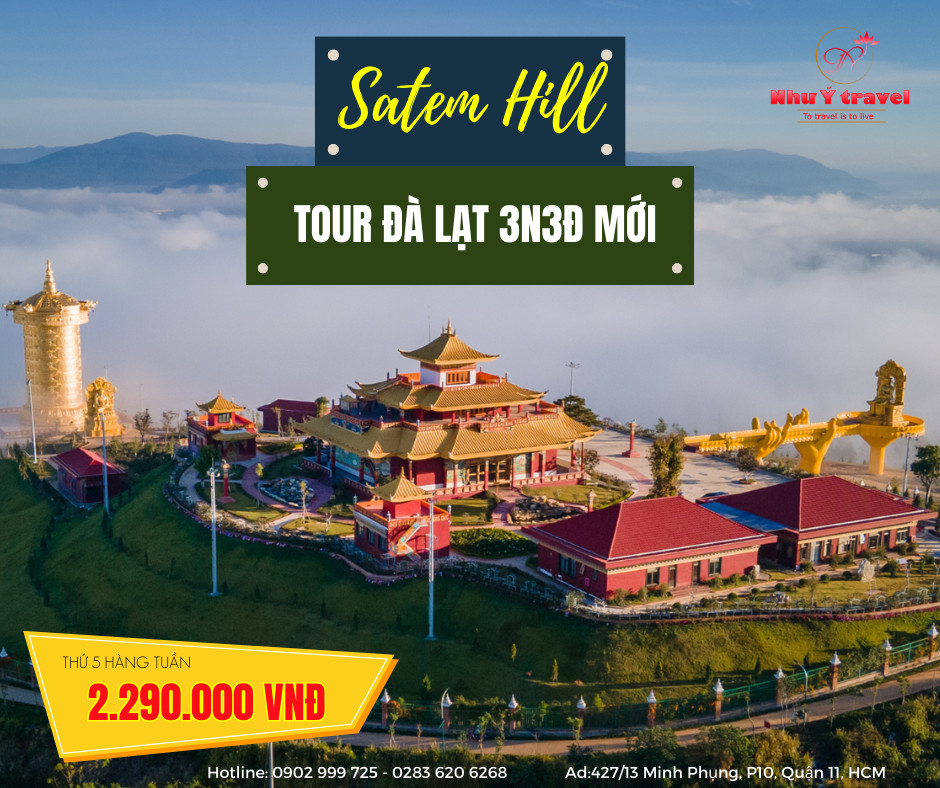 Satem Hill
Như Ý travel
To travel is to live
TOUR ĐÀ LẠT 3N3Đ MỚI
THỨ 5 HÀNG TUẦN
2.290.000 VNĐ
Hotline: 0902 999 725 - 0283 620 6268
Ad:427/13 Minh Phụng, P10, Quận 11, HCM